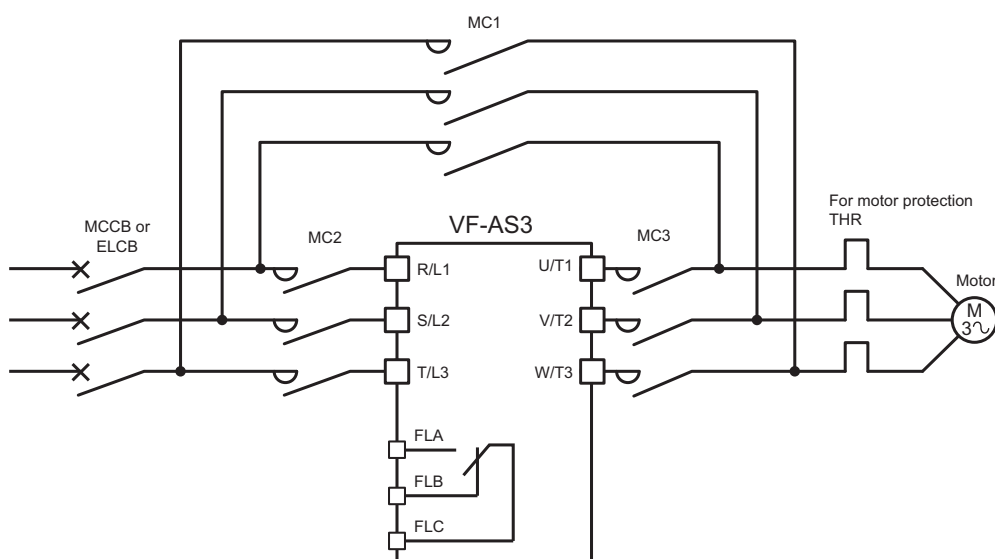 MC1
For motor protection
THR
MCCB or
ELCB
MC2
VF-AS3
MC3
R/L1
U/T1
Motor
S/L2
V/T2
M
3
T/L3
W/T3
FLA
FLB
FLC